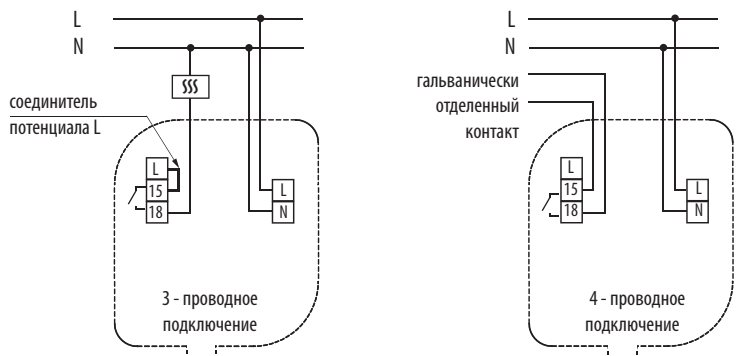 L
N
соединитель
потенциала L
L
15
18
L
N
3 - проводное
подключение
L
N
гальванически
отделенный
контакт
L
15
18
L
N
4 - проводное
подключение